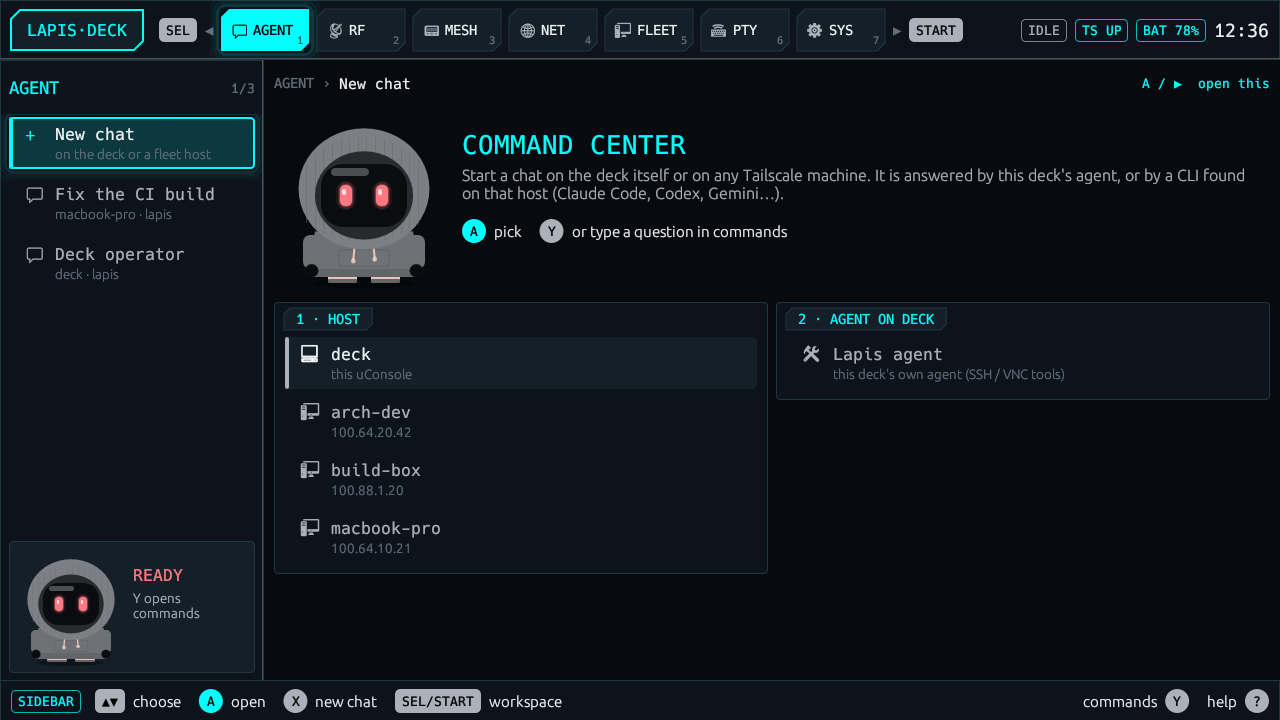 LAPIS·DECK SEL ◀ AGENT 1 RF 2 MESH 3 NET 4 FLEET 5 PTY 6 SYS 7 ▶ START IDLE TS UP BAT 78% 12:36
AGENT 1/3
+ New chat
on the deck or a fleet host
Fix the CI build
macbook-pro · lapis
Deck operator
deck · lapis
READY
Y opens
commands
AGENT › New chat A / ▶ open this
COMMAND CENTER
Start a chat on the deck itself or on any Tailscale machine. It is answered by this deck's agent, or by a CLI found
on that host (Claude Code, Codex, Gemini…).
A pick Y or type a question in commands
1 · HOST
deck
this uConsole
arch-dev
100.64.20.42
build-box
100.88.1.20
macbook-pro
100.64.10.21
2 · AGENT ON DECK
Lapis agent
this deck's own agent (SSH / VNC tools)
SIDEBAR ▲▼ choose A open X new chat SEL/START workspace commands Y help ?